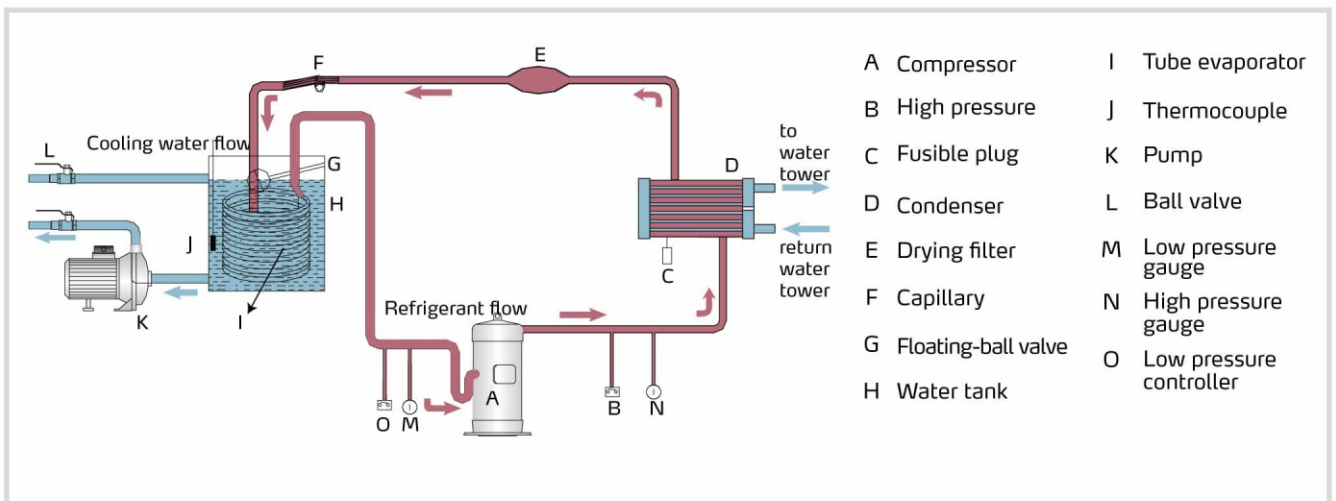 F
E
L
Cooling water flow
G
H
J
K
I
Refrigerant flow
A
O
M
B
N
to
water
tower
D
C
return
water
tower
A Compressor
B High pressure
C Fusible plug
D Condenser
E Drying filter
F Capillary
G Floating-ball valve
H Water tank
I Tube evaporator
J Thermocouple
K Pump
L Ball valve
M Low pressure
gauge
N High pressure
gauge
O Low pressure
controller